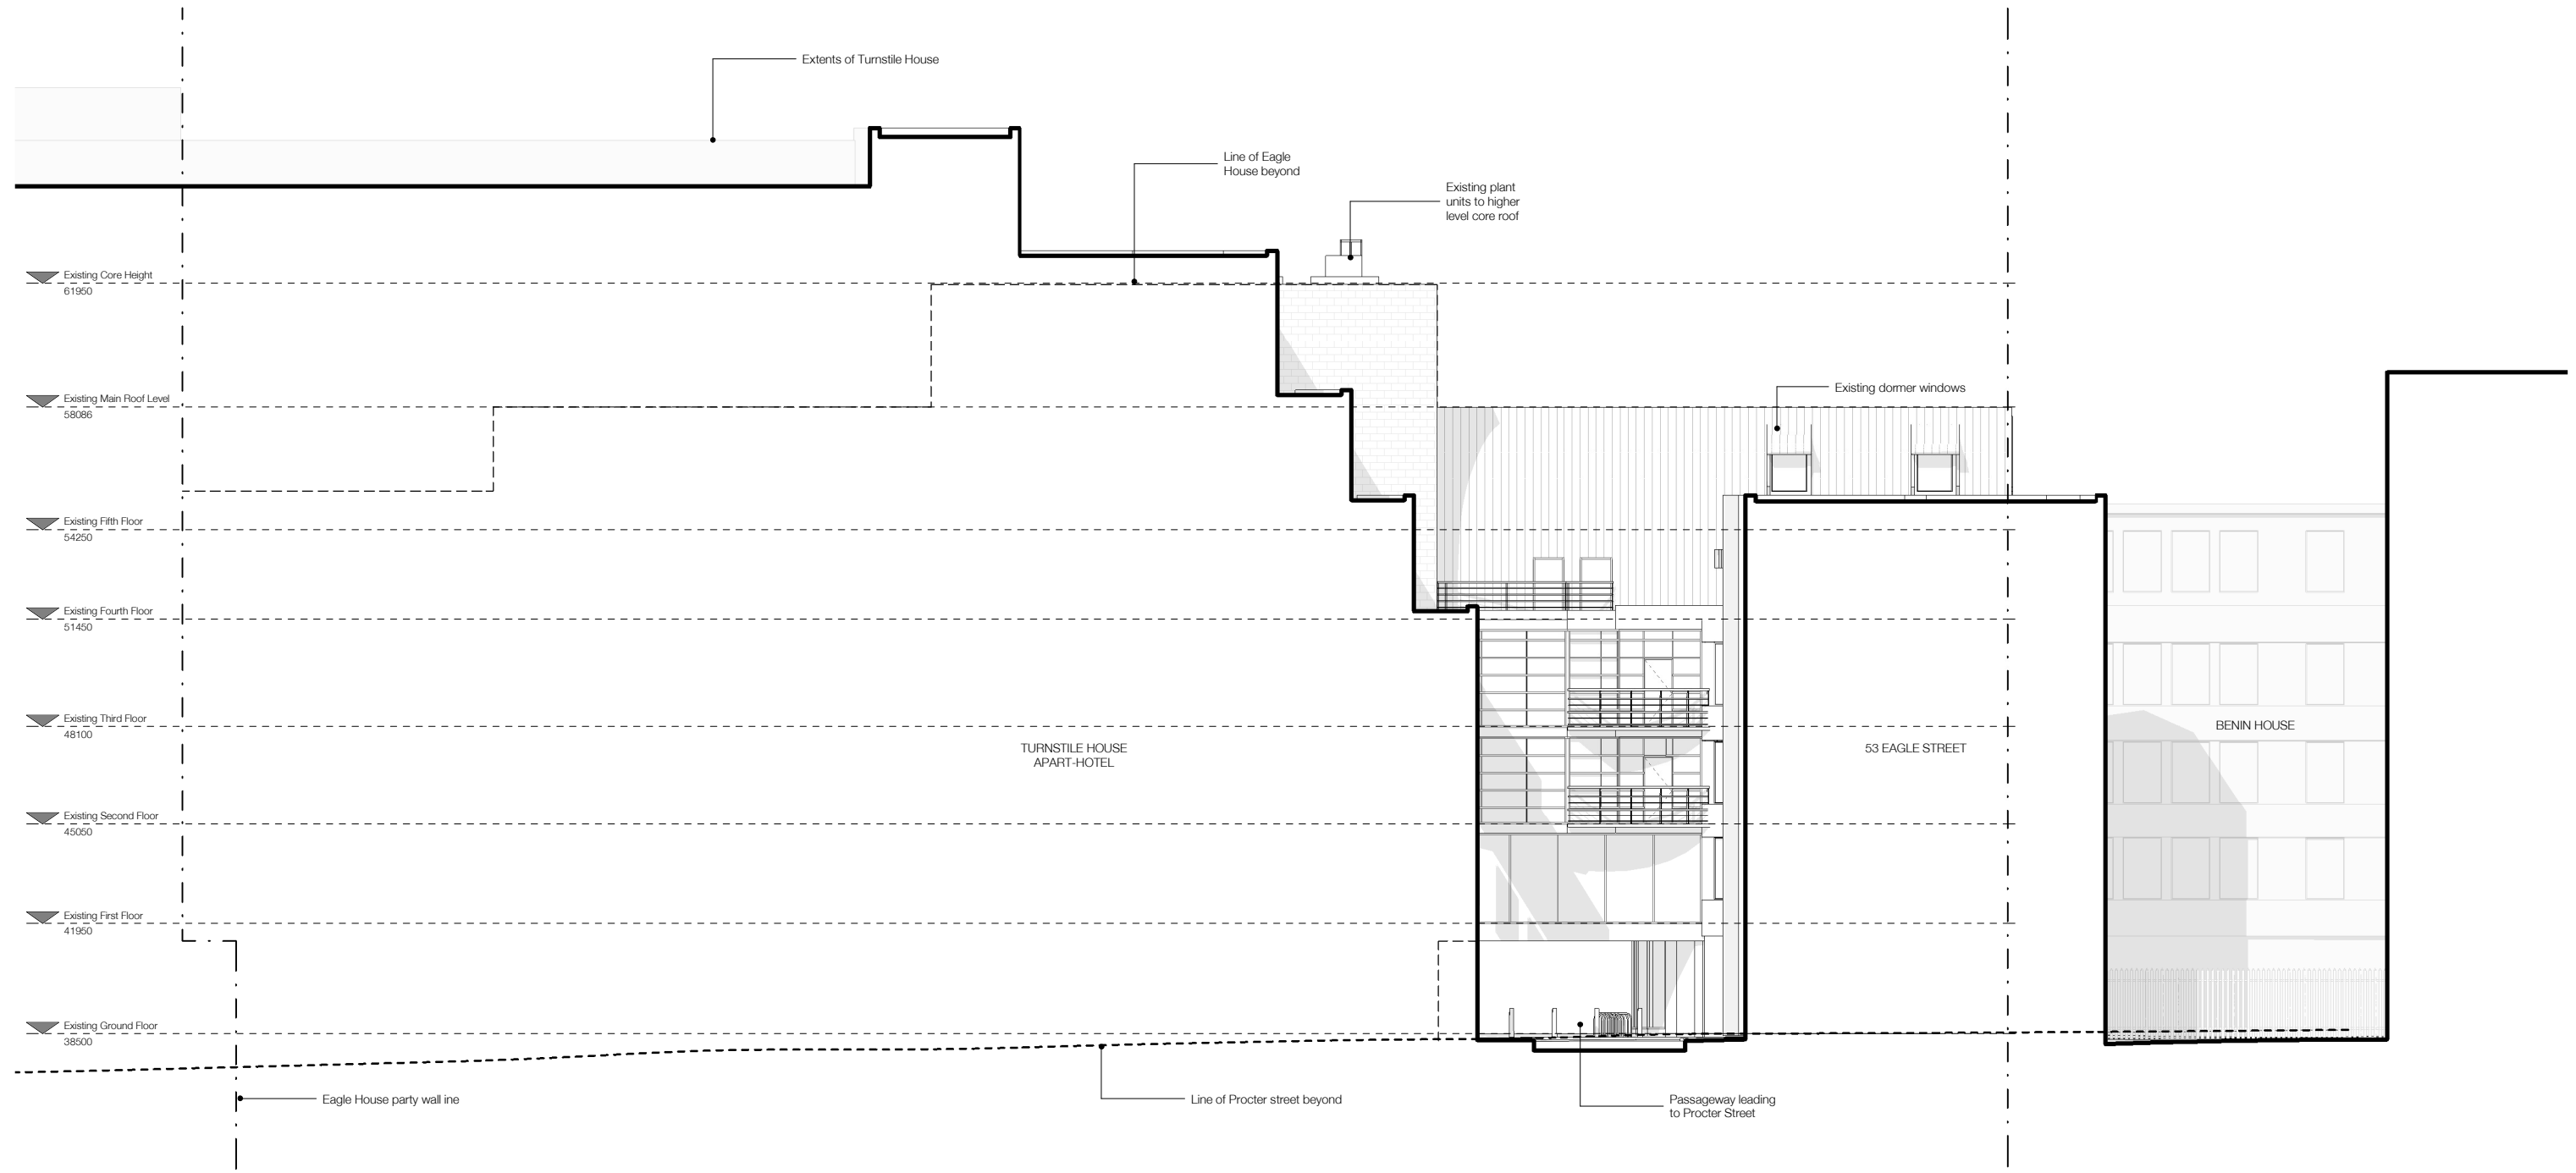 Extents of Turnstile House
Line of Eagle
House beyond
Existing plant
units to higher
level core roof
Existing Core Height
61950
Existing dormer windows
Existing Main Roof Level
58086
Existing Fifth Floor
54250
Existing Fourth Floor
51450
Existing Third Floor
48100
BENIN HOUSE
TURNSTILE HOUSE
APART-HOTEL
53 EAGLE STREET
Existing Second Floor
45050
Existing First Floor
41950
Existing Ground Floor
38500
Eagle House party wall ine
Line of Procter street beyond
Passageway leading
to Procter Street